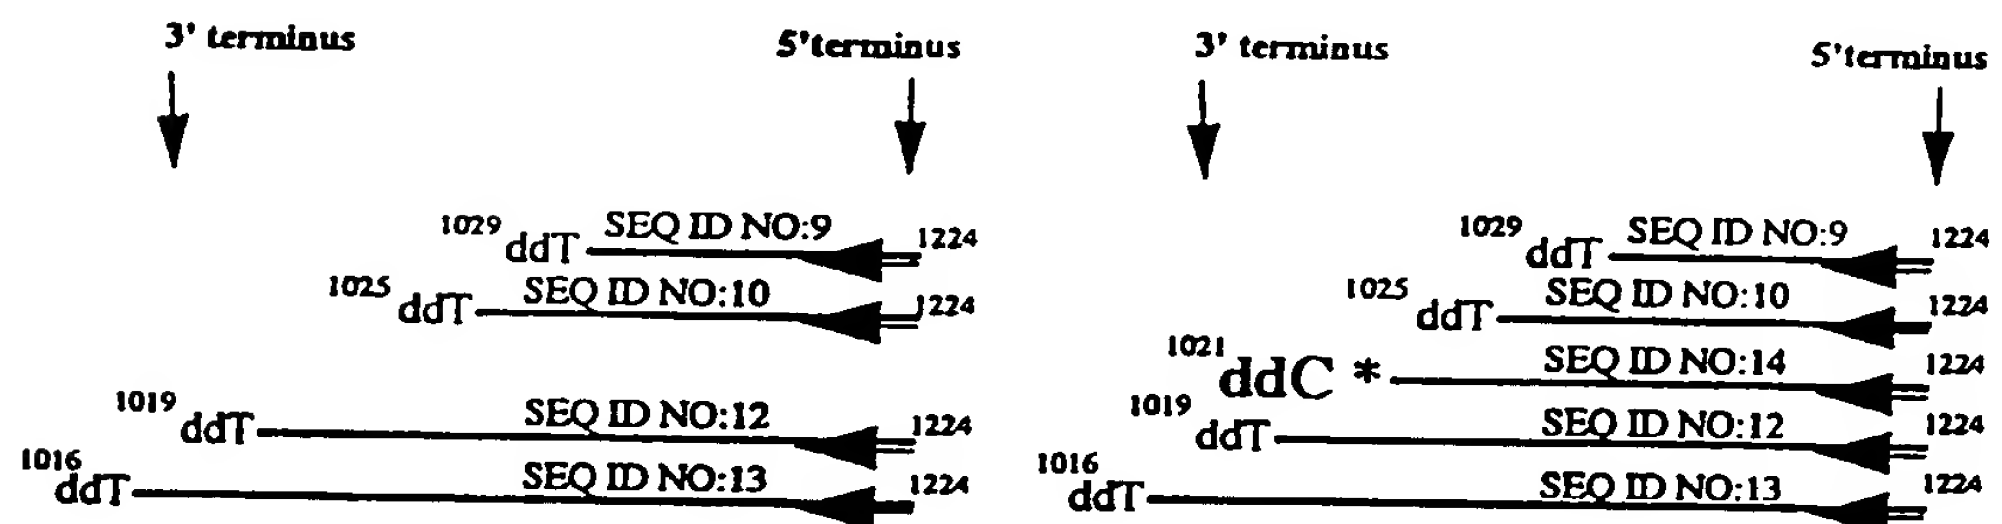 3' terminus 5'terminus
1029 ddT SEQ ID NO:9 1224
1025 ddT SEQ ID NO:10 1224
1019 ddT SEQ ID NO:12 1224
1016 ddT SEQ ID NO:13 1224
3' terminus 5'terminus
1029 ddT SEQ ID NO:9 1224
1025 ddT SEQ ID NO:10 1224
1021 ddC * SEQ ID NO:14 1224
1019 ddT SEQ ID NO:12 1224
1016 ddT SEQ ID NO:13 1224